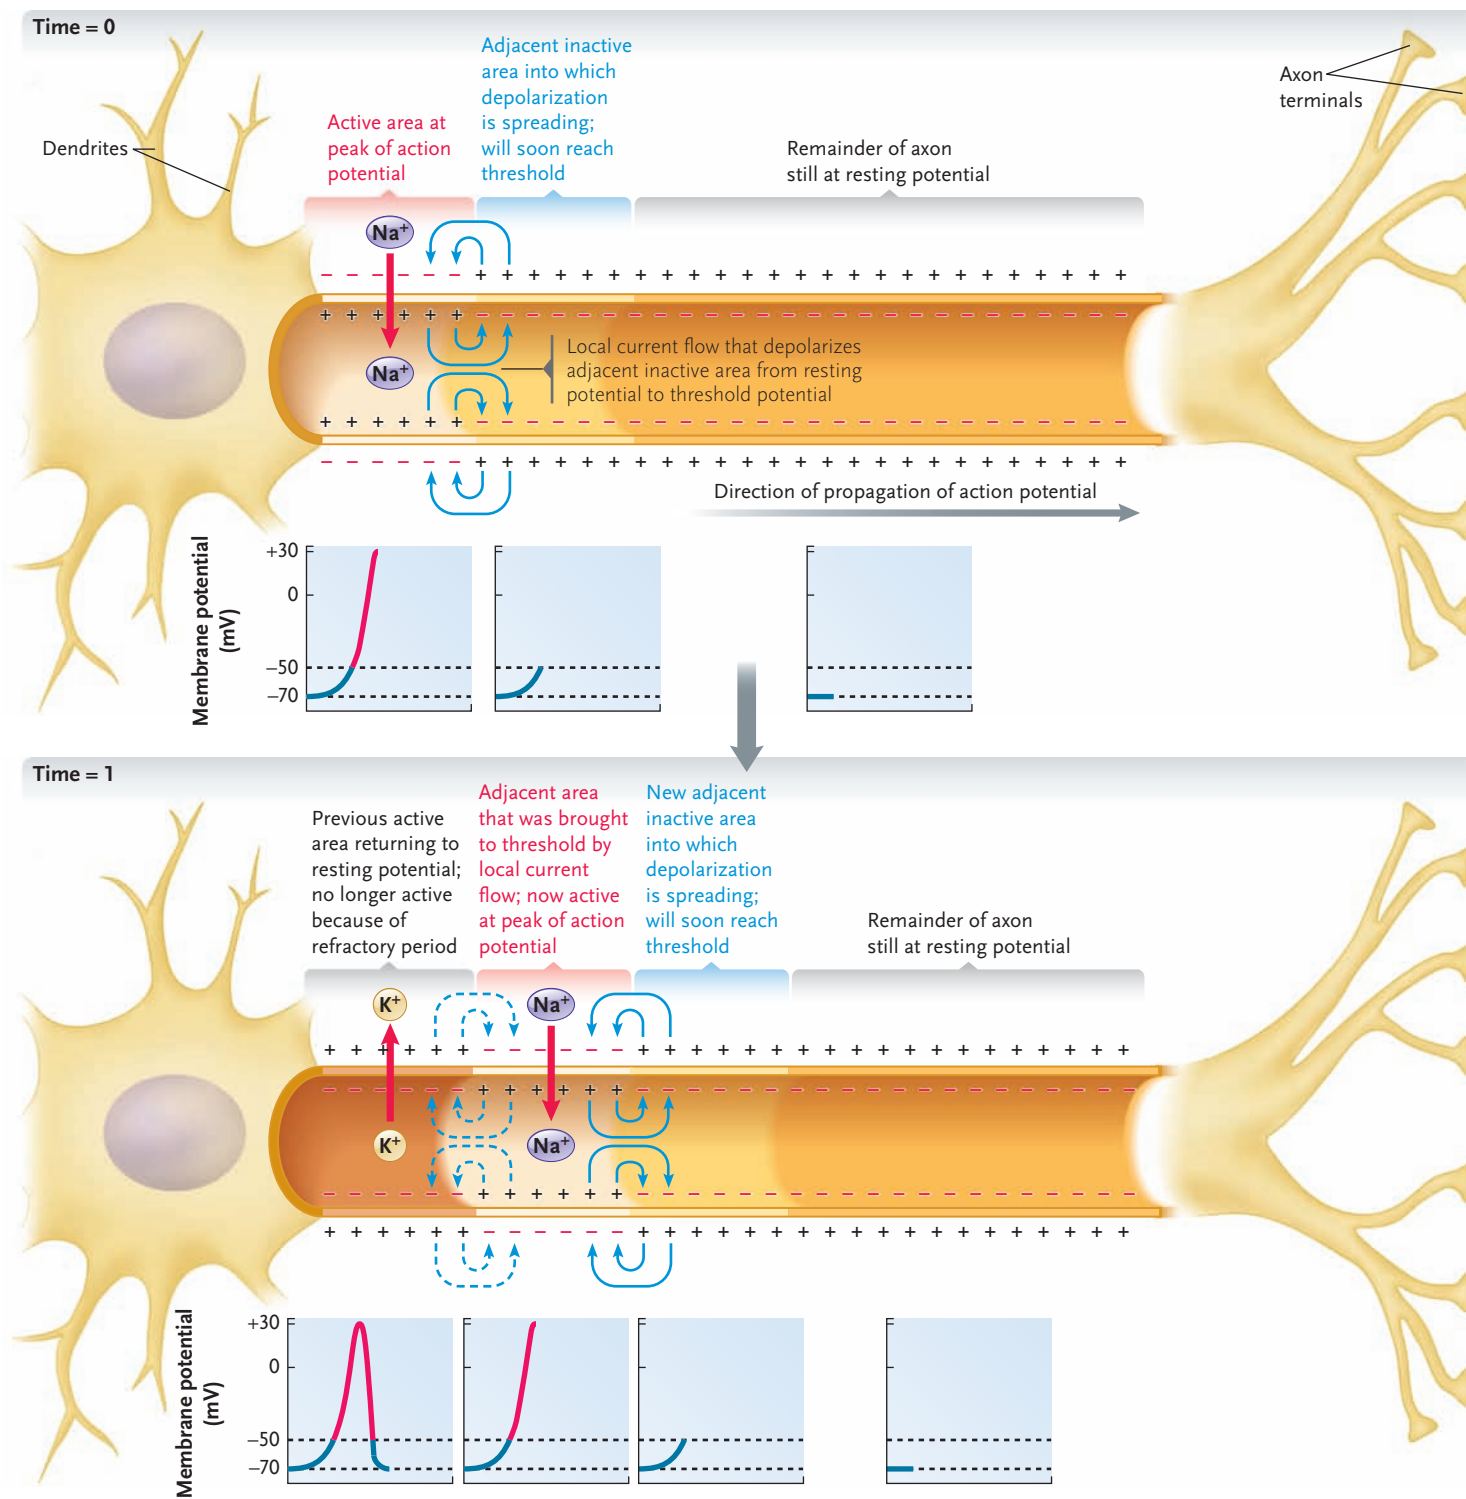 Time = 0
Dendrites
Active area at
peak of action
potential
Adjacent inactive
area into which
depolarization
is spreading;
will soon reach
threshold
Remainder of axon
still at resting potential
Axon
terminals
Na+
– – – – – – + + + + + + + + + + + + + + + + + + + + + + + + +
+ + + + + + – – – – – – – – – – – – – – – – – – – – – – – – –
Na+
Local current flow that depolarizes
adjacent inactive area from resting
potential to threshold potential
+ + + + + + – – – – – – – – – – – – – – – – – – – – – – – – –
– – – – – – + + + + + + + + + + + + + + + + + + + + + + + + +
Direction of propagation of action potential
Membrane potential
(mV)
+30
0
–50
–70
Time = 1
Previous active
area returning to
resting potential;
no longer active
because of
refractory period
Adjacent area
that was brought
to threshold by
local current
flow; now active
at peak of action
potential
New adjacent
inactive area
into which
depolarization
is spreading;
will soon reach
threshold
Remainder of axon
still at resting potential
K+
Na+
+ + + + + + – – – – – – + + + + + + + + + + + + + + + + + + +
– – – – – – + + + + + + – – – – – – – – – – – – – – – – – – –
K+
Na+
– – – – – – + + + + + + – – – – – – – – – – – – – – – – – – –
+ + + + + + – – – – – – + + + + + + + + + + + + + + + + + + +
Membrane potential
(mV)
+30
0
–50
–70